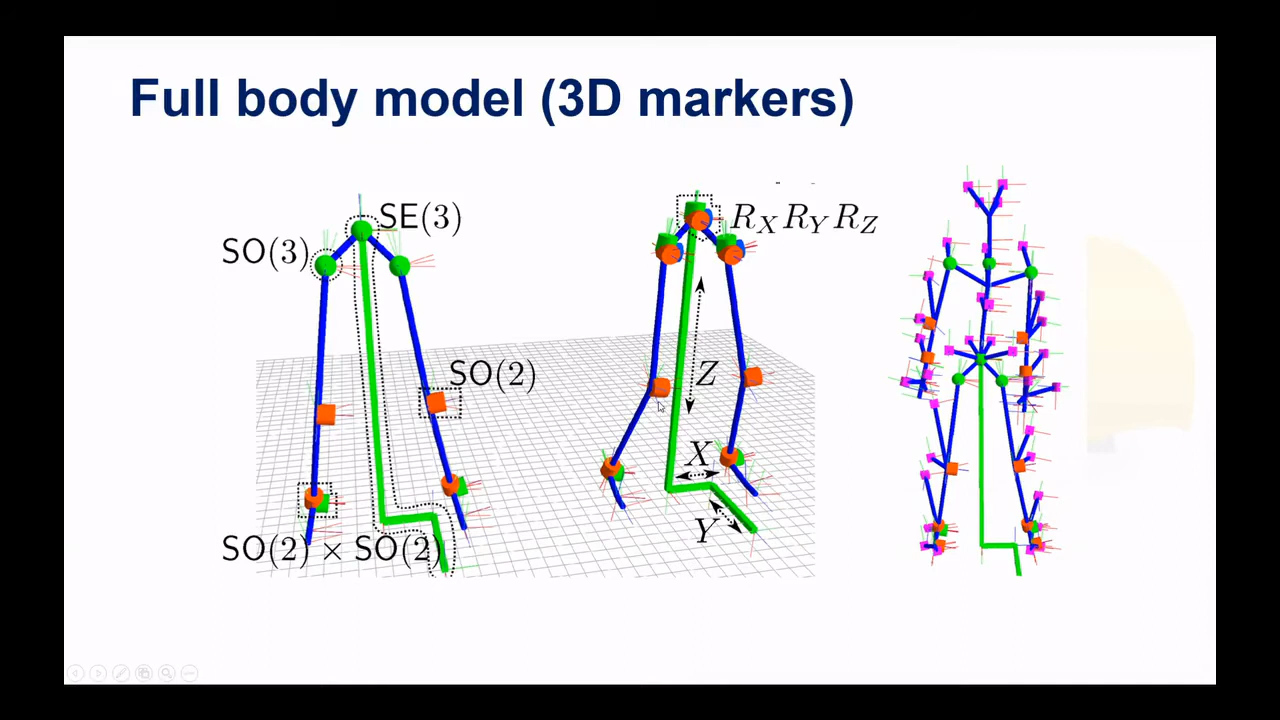 Full body model (3D markers)
SE(3)
SO(3)
SO(2)
SO(2) × SO(2)
R_X R_Y R_Z
Z
X
Y